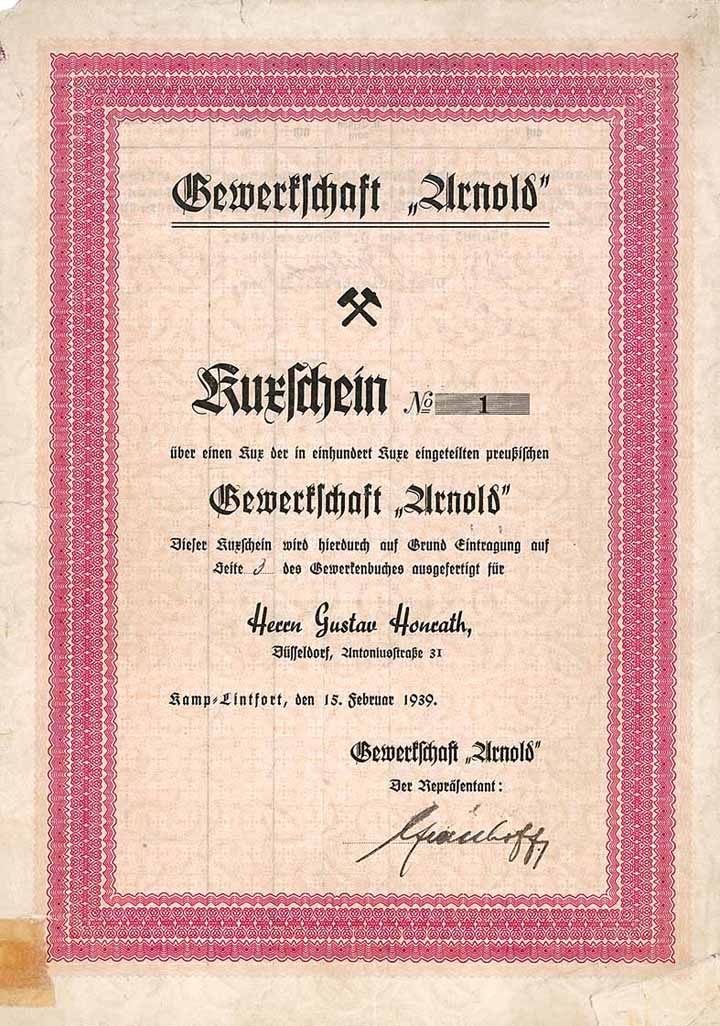 Gewerkschaft „Arnold"
Kuxschein No 1
über einen Kux der in einhundert Kuxe eingeteilten preußischen
Gewerkschaft „Arnold"
Dieser Kuxschein wird hierdurch auf Grund Eintragung auf
Seite 3 des Gewerkenbuches ausgefertigt für
Herrn Gustav Honrath,
Düsseldorf, Antoniusstraße 31
Kamp-Lintfort, den 15. Februar 1939.
Gewerkschaft „Arnold"
Der Repräsentant: